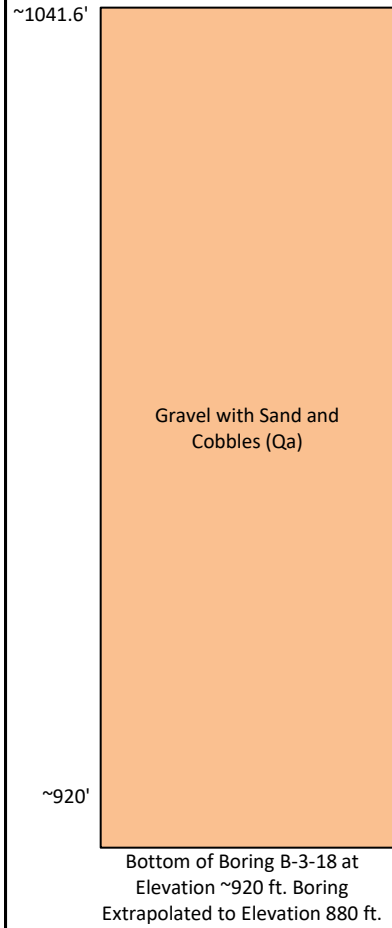 ~1041.6'
Gravel with Sand and
Cobbles (Qa)
~920'
Bottom of Boring B-3-18 at
Elevation ~920 ft. Boring
Extrapolated to Elevation 880 ft.